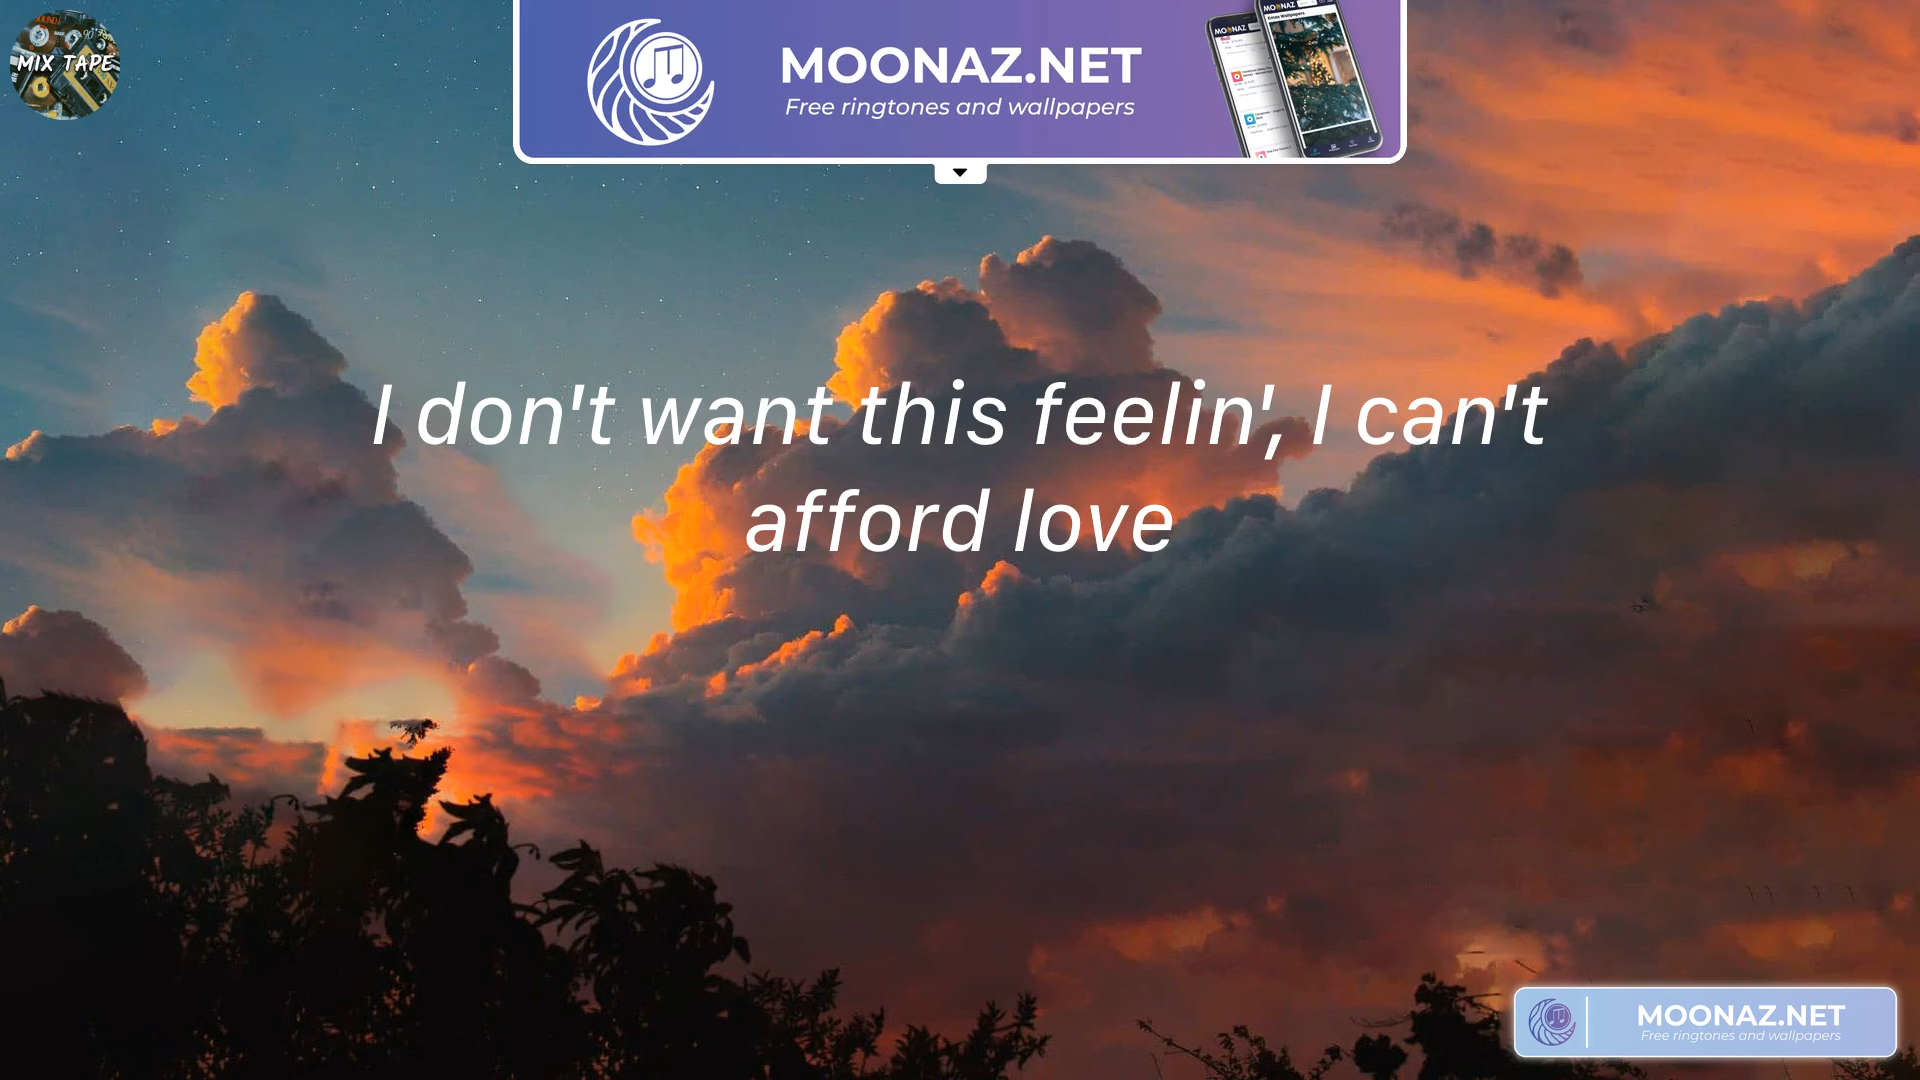 MIX TAPE
MOONAZ.NET
Free ringtones and wallpapers
I don't want this feelin', I can't
afford love
MOONAZ.NET
Free ringtones and wallpapers